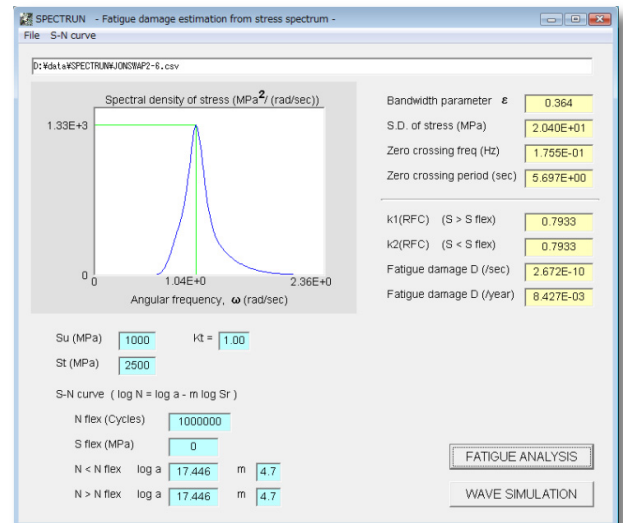 SPECTRUN - Fatigue damage estimation from stress spectrum -
File S-N curve
D:¥data¥SPECTRUN¥JONSWAP2-6.csv
Spectral density of stress (MPa2/ (rad/sec))
1.33E+3
0
0 1.04E+0 2.36E+0
Angular frequency, ω (rad/sec)
Bandwidth parameter ε 0.364
S.D. of stress (MPa) 2.040E+01
Zero crossing freq (Hz) 1.755E-01
Zero crossing period (sec) 5.697E+00
k1(RFC) (S > S flex) 0.7933
k2(RFC) (S < S flex) 0.7933
Fatigue damage D (/sec) 2.672E-10
Fatigue damage D (/year) 8.427E-03
Su (MPa) 1000 kt = 1.00
St (MPa) 2500
S-N curve ( log N = log a - m log Sr )
N flex (Cycles) 1000000
S flex (MPa) 0
N < N flex log a 17.446 m 4.7
N > N flex log a 17.446 m 4.7
FATIGUE ANALYSIS
WAVE SIMULATION